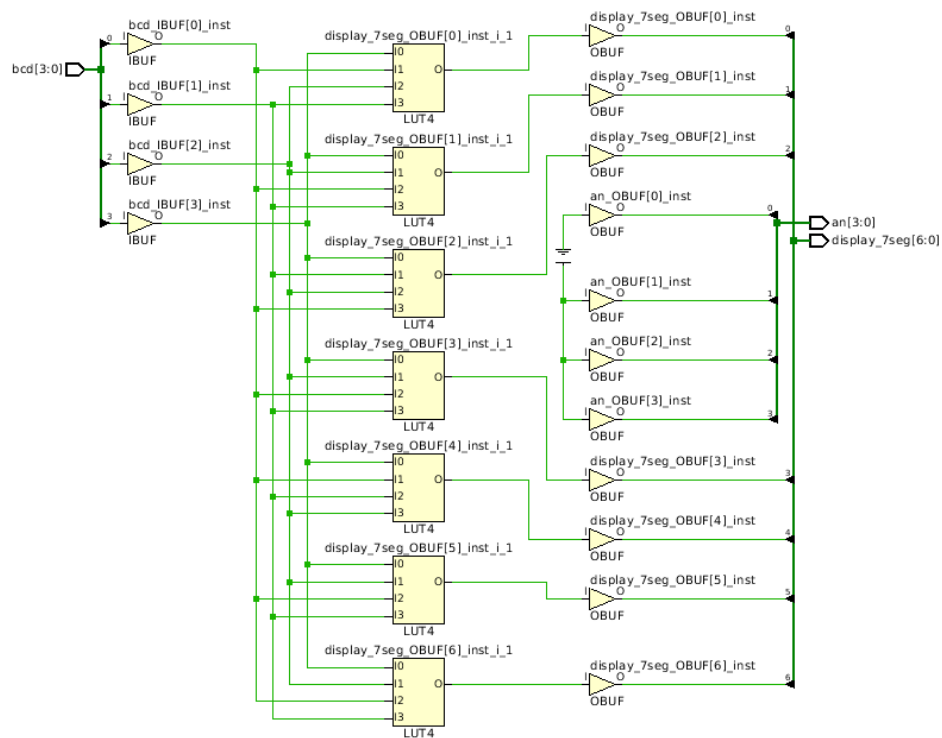 bcd[3:0]
0
bcd_IBUF[0]_inst
I
O
IBUF
1
bcd_IBUF[1]_inst
I
O
IBUF
2
bcd_IBUF[2]_inst
I
O
IBUF
3
bcd_IBUF[3]_inst
I
O
IBUF
display_7seg_OBUF[0]_inst_i_1
I0
I1
I2
I3
O
LUT4
display_7seg_OBUF[1]_inst_i_1
I0
I1
I2
I3
O
LUT4
display_7seg_OBUF[2]_inst_i_1
I0
I1
I2
I3
O
LUT4
display_7seg_OBUF[3]_inst_i_1
I0
I1
I2
I3
O
LUT4
display_7seg_OBUF[4]_inst_i_1
I0
I1
I2
I3
O
LUT4
display_7seg_OBUF[5]_inst_i_1
I0
I1
I2
I3
O
LUT4
display_7seg_OBUF[6]_inst_i_1
I0
I1
I2
I3
O
LUT4
display_7seg_OBUF[0]_inst
I
O
OBUF
0
display_7seg_OBUF[1]_inst
I
O
OBUF
1
display_7seg_OBUF[2]_inst
I
O
OBUF
2
an_OBUF[0]_inst
I
O
OBUF
0
an_OBUF[1]_inst
I
O
OBUF
1
an_OBUF[2]_inst
I
O
OBUF
2
an_OBUF[3]_inst
I
O
OBUF
3
display_7seg_OBUF[3]_inst
I
O
OBUF
3
display_7seg_OBUF[4]_inst
I
O
OBUF
4
display_7seg_OBUF[5]_inst
I
O
OBUF
5
display_7seg_OBUF[6]_inst
I
O
OBUF
6
an[3:0]
display_7seg[6:0]